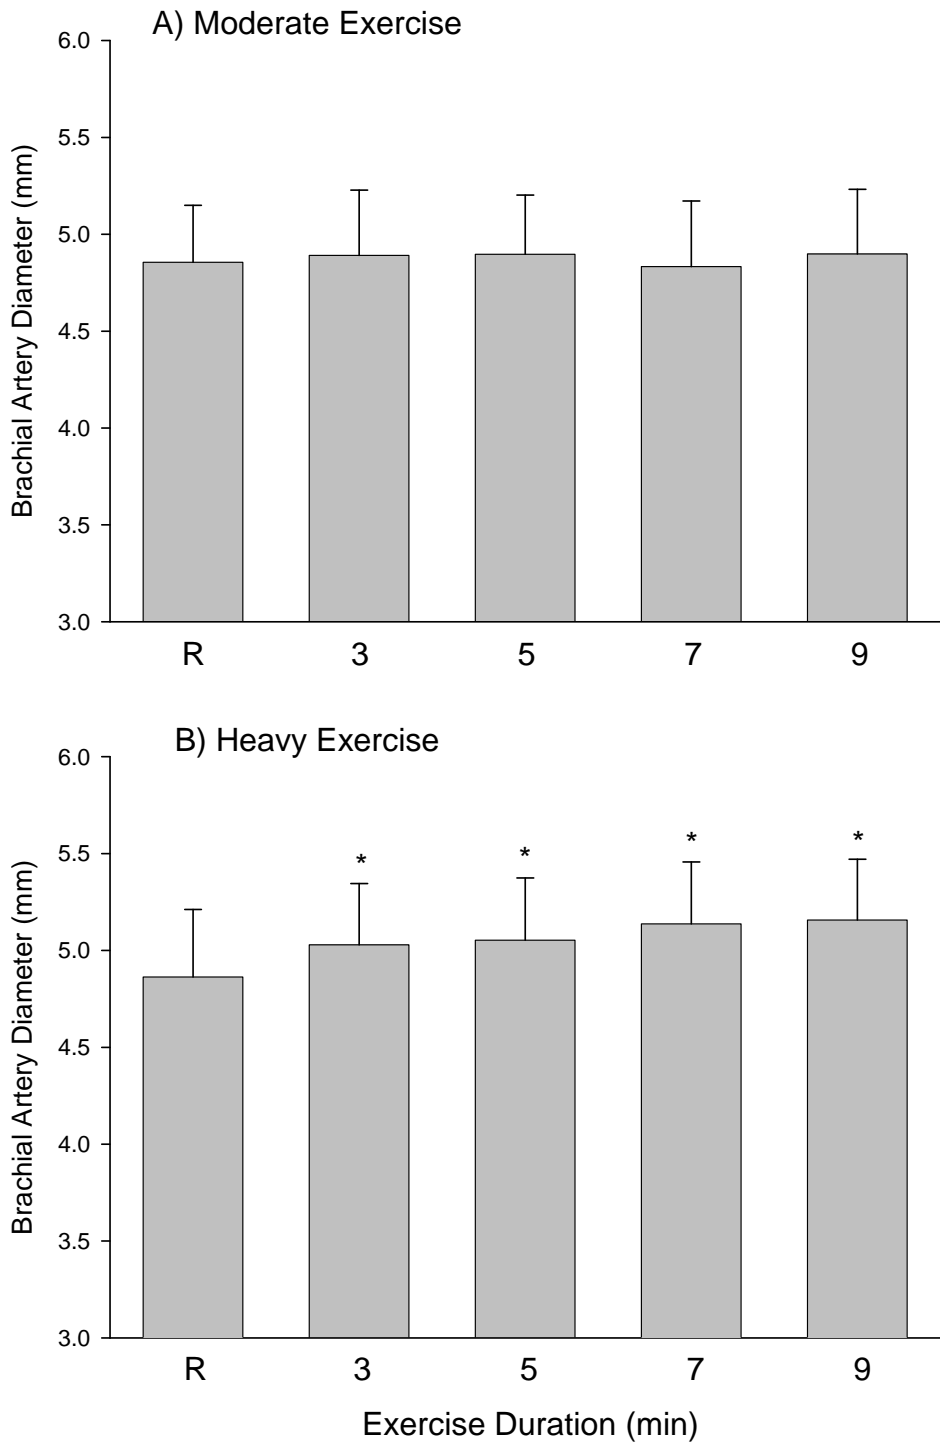 A) Moderate Exercise
6.0
5.5
5.0
4.5
4.0
3.5
3.0
Brachial Artery Diameter (mm)
R 3 5 7 9
B) Heavy Exercise
6.0
5.5
5.0
4.5
4.0
3.5
3.0
Brachial Artery Diameter (mm)
* * * *
R 3 5 7 9
Exercise Duration (min)